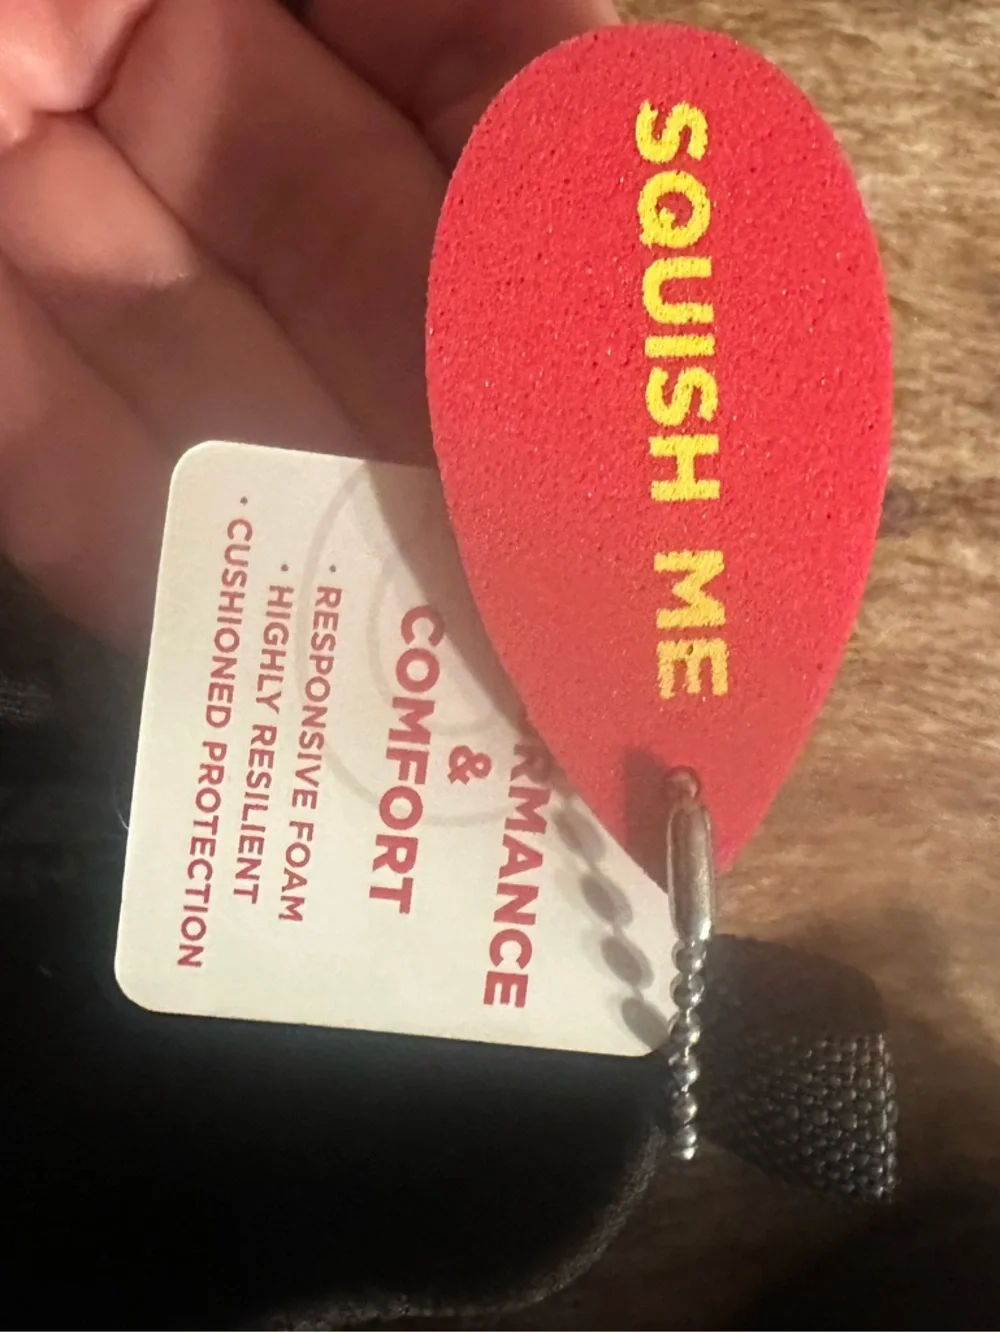 SQUISH ME
RMANCE
&
COMFORT
• RESPONSIVE FOAM
• HIGHLY RESILIENT
• CUSHIONED PROTECTION